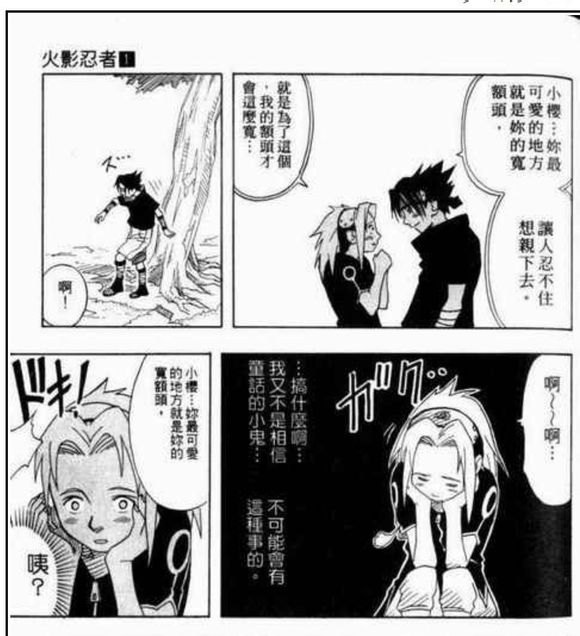 火影忍者1
小櫻…妳最
可愛的地方
就是妳的寬
額頭，
讓人忍不住
想親下去。
就是為了這個
，我的額頭才
會這麼寬…
ス…
啊！
啊～～啊…
ガク…
…搞什麼啊…
我又不是相信
童話的小鬼…
不可能會有
這種事的。
小櫻…妳最可愛
的地方就是妳的
寬額頭，
ドキ！
咦？